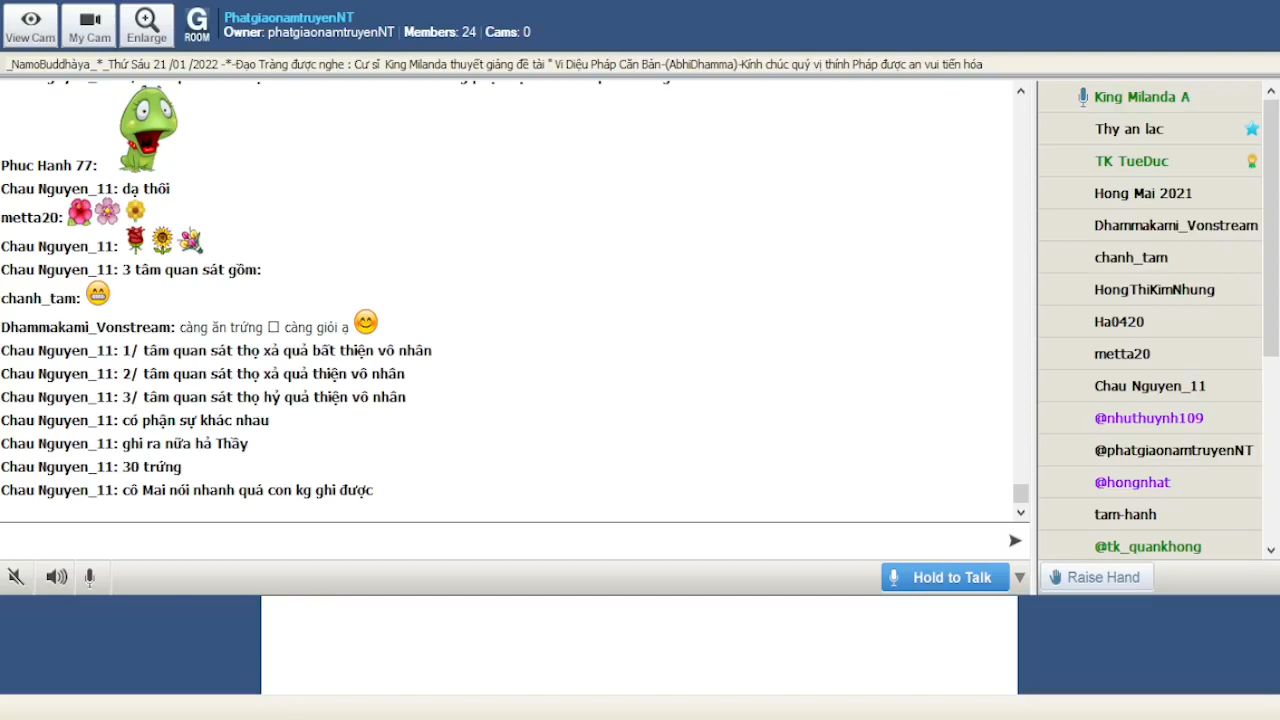 View Cam
My Cam
Enlarge
G
ROOM
PhatgiaonamtruyenNT
Owner: phatgiaonamtruyenNT | Members: 24 | Cams: 0
_NamoBuddhàya_*_Thứ Sáu 21 /01 /2022 -*-Đạo Tràng được nghe : Cư sĩ King Milanda thuyết giảng đề tài " Vi Diệu Pháp Căn Bản-(AbhiDhamma)-Kính chúc quý vị thính Pháp được an vui tiến hóa
Phuc Hanh 77:
Chau Nguyen_11: dạ thôi
metta20:
Chau Nguyen_11:
Chau Nguyen_11: 3 tâm quan sát gồm:
chanh_tam:
Dhammakami_Vonstream: càng ăn trứng □ càng giỏi ạ
Chau Nguyen_11: 1/ tâm quan sát thọ xả quả bất thiện vô nhân
Chau Nguyen_11: 2/ tâm quan sát thọ xả quả thiện vô nhân
Chau Nguyen_11: 3/ tâm quan sát thọ hỷ quả thiện vô nhân
Chau Nguyen_11: có phận sự khác nhau
Chau Nguyen_11: ghi ra nữa hả Thầy
Chau Nguyen_11: 30 trứng
Chau Nguyen_11: cô Mai nói nhanh quá con kg ghi được
King Milanda A
Thy an lac
TK TueDuc
Hong Mai 2021
Dhammakami_Vonstream
chanh_tam
HongThiKimNhung
Ha0420
metta20
Chau Nguyen_11
@nhuthuynh109
@phatgiaonamtruyenNT
@hongnhat
tam-hanh
@tk_quankhong
Hold to Talk
Raise Hand